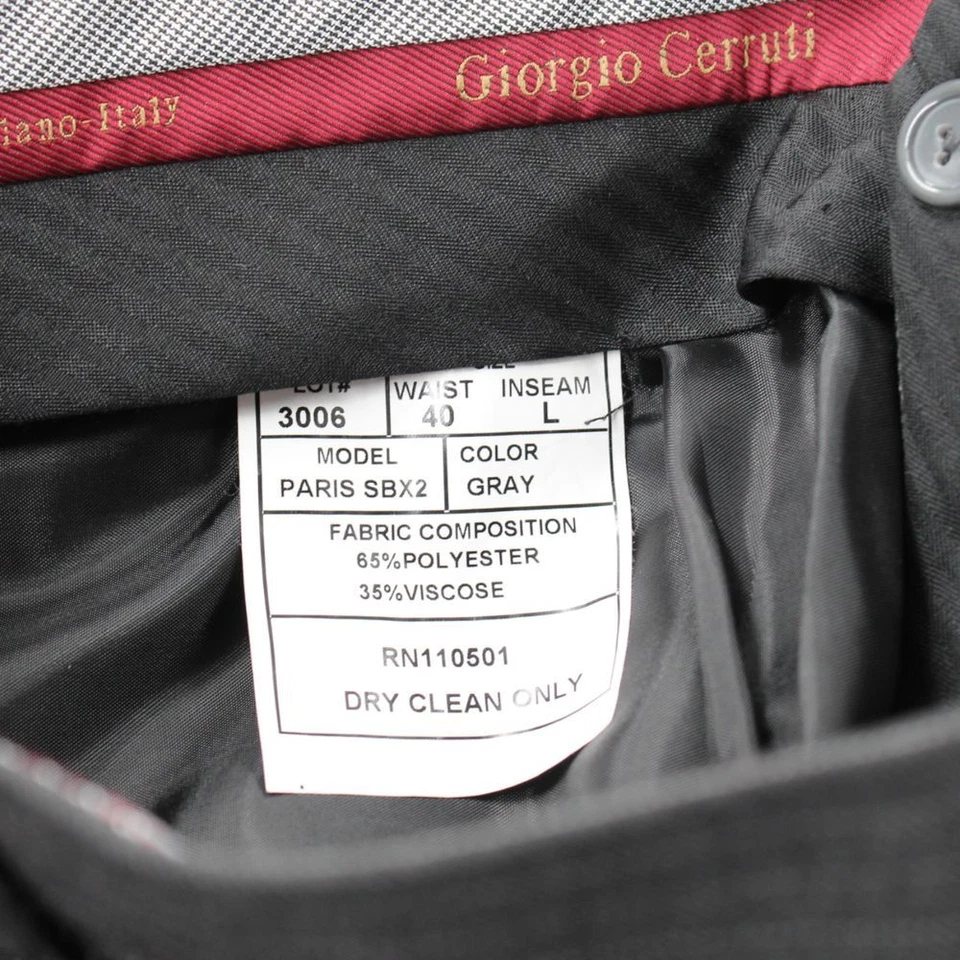 Giorgio Cerruti
iano-Italy
SIZE
LOT# WAIST INSEAM
3006 40 L
MODEL COLOR
PARIS SBX2 GRAY
FABRIC COMPOSITION
65%POLYESTER
35%VISCOSE
RN110501
DRY CLEAN ONLY